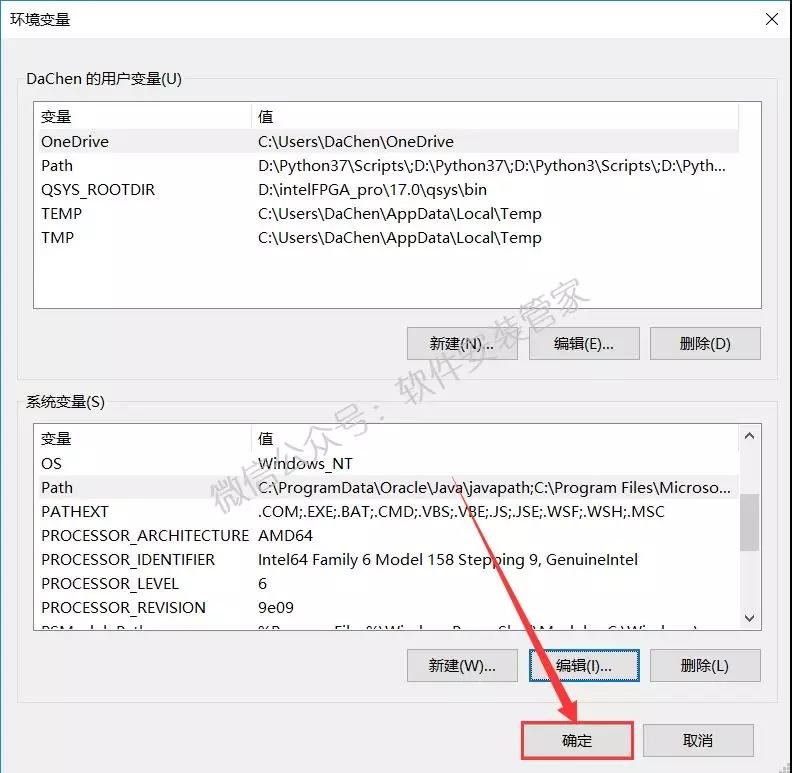 环境变量
DaChen 的用户变量(U)
变量 值
OneDrive C:\Users\DaChen\OneDrive
Path D:\Python37\Scripts\;D:\Python37\;D:\Python3\Scripts\;D:\Pyth...
QSYS_ROOTDIR D:\intelFPGA_pro\17.0\qsys\bin
TEMP C:\Users\DaChen\AppData\Local\Temp
TMP C:\Users\DaChen\AppData\Local\Temp
新建(N)... 编辑(E)... 删除(D)
微信公众号：软件安装管家
系统变量(S)
变量 值
OS Windows_NT
Path C:\ProgramData\Oracle\Java\javapath;C:\Program Files\Microso...
PATHEXT .COM;.EXE;.BAT;.CMD;.VBS;.VBE;.JS;.JSE;.WSF;.WSH;.MSC
PROCESSOR_ARCHITECTURE AMD64
PROCESSOR_IDENTIFIER Intel64 Family 6 Model 158 Stepping 9, GenuineIntel
PROCESSOR_LEVEL 6
PROCESSOR_REVISION 9e09
新建(W)... 编辑(I)... 删除(L)
确定 取消